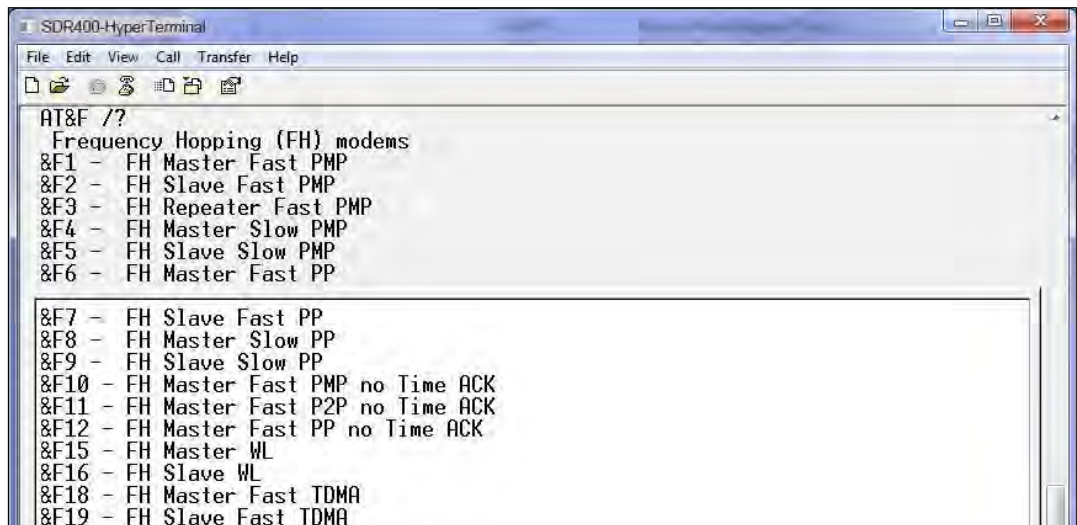 SDR400-HyperTerminal
File Edit View Call Transfer Help
AT&F /?
Frequency Hopping (FH) modems
&F1 - FH Master Fast PMP
&F2 - FH Slave Fast PMP
&F3 - FH Repeater Fast PMP
&F4 - FH Master Slow PMP
&F5 - FH Slave Slow PMP
&F6 - FH Master Fast PP
&F7 - FH Slave Fast PP
&F8 - FH Master Slow PP
&F9 - FH Slave Slow PP
&F10 - FH Master Fast PMP no Time ACK
&F11 - FH Master Fast P2P no Time ACK
&F12 - FH Master Fast PP no Time ACK
&F15 - FH Master WL
&F16 - FH Slave WL
&F18 - FH Master Fast TDMA
&F19 - FH Slave Fast TDMA